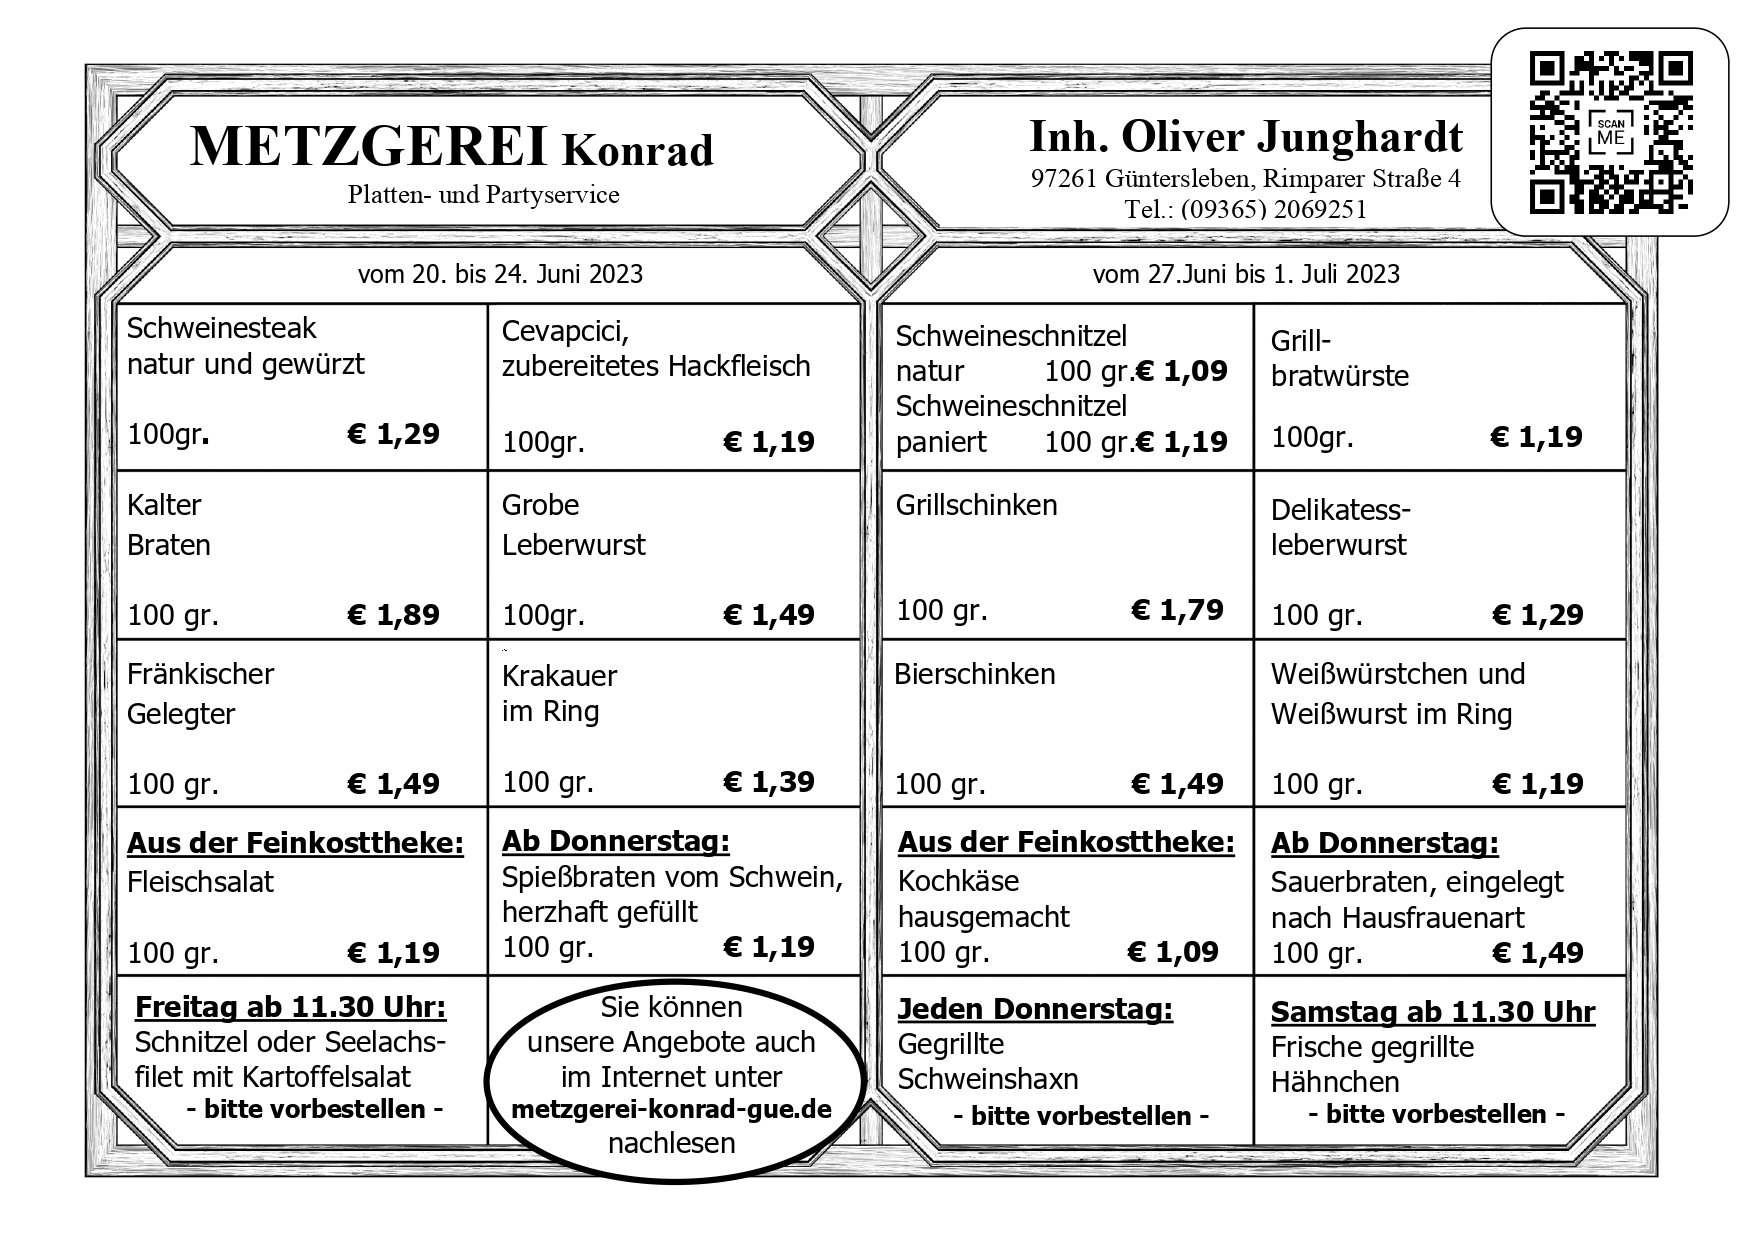 METZGEREI Konrad
Platten- und Partyservice
Inh. Oliver Junghardt
97261 Güntersleben, Rimparer Straße 4
Tel.: (09365) 2069251
SCAN
ME
vom 20. bis 24. Juni 2023
Schweinesteak
natur und gewürzt
100gr. € 1,29
Cevapcici,
zubereitetes Hackfleisch
100gr. € 1,19
Kalter
Braten
100 gr. € 1,89
Grobe
Leberwurst
100gr. € 1,49
Fränkischer
Gelegter
100 gr. € 1,49
Krakauer
im Ring
100 gr. € 1,39
Aus der Feinkosttheke:
Fleischsalat
100 gr. € 1,19
Ab Donnerstag:
Spießbraten vom Schwein,
herzhaft gefüllt
100 gr. € 1,19
Freitag ab 11.30 Uhr:
Schnitzel oder Seelachs-
filet mit Kartoffelsalat
- bitte vorbestellen -
Sie können
unsere Angebote auch
im Internet unter
metzgerei-konrad-gue.de
nachlesen
vom 27.Juni bis 1. Juli 2023
Schweineschnitzel
natur 100 gr.€ 1,09
Schweineschnitzel
paniert 100 gr.€ 1,19
Grill-
bratwürste
100gr. € 1,19
Grillschinken
100 gr. € 1,79
Delikatess-
leberwurst
100 gr. € 1,29
Bierschinken
100 gr. € 1,49
Weißwürstchen und
Weißwurst im Ring
100 gr. € 1,19
Aus der Feinkosttheke:
Kochkäse
hausgemacht
100 gr. € 1,09
Ab Donnerstag:
Sauerbraten, eingelegt
nach Hausfrauenart
100 gr. € 1,49
Jeden Donnerstag:
Gegrillte
Schweinshaxn
- bitte vorbestellen -
Samstag ab 11.30 Uhr
Frische gegrillte
Hähnchen
- bitte vorbestellen -